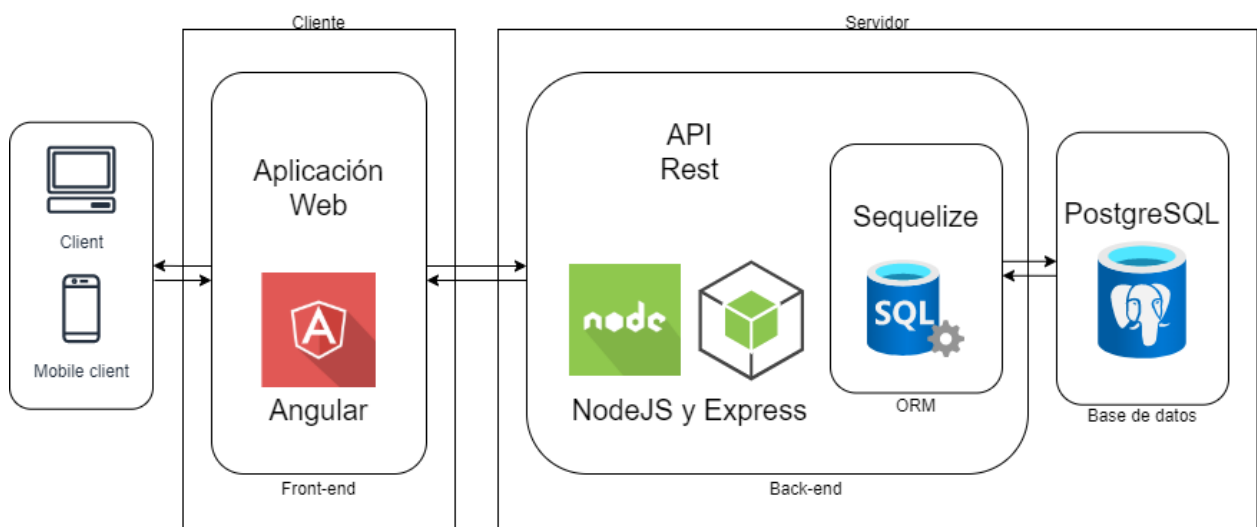 Cliente
Servidor
Client
Mobile client
Aplicación
Web
A
Angular
Front-end
API
Rest
node
NodeJS y Express
Sequelize
SQL
ORM
Back-end
PostgreSQL
Base de datos